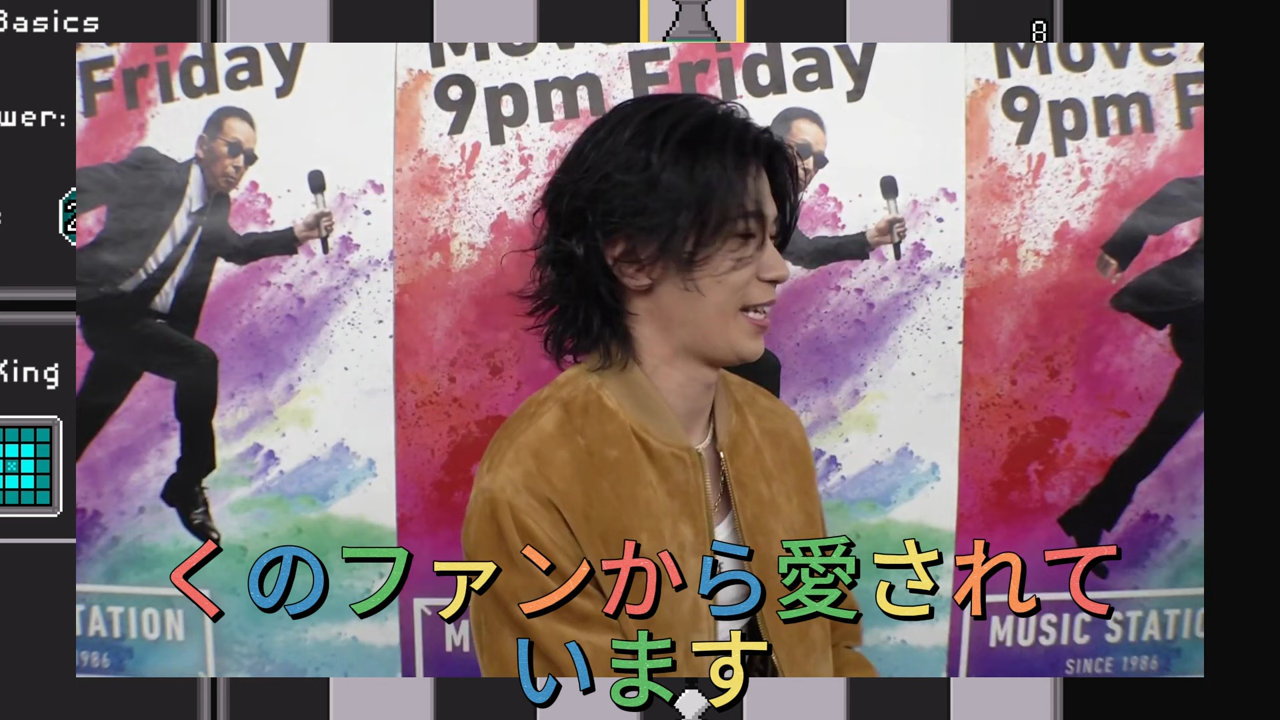 Basics
8
wer:
King
Friday
9pm Friday
9pm F
くのファンから愛されて
います
TATION
1986
M
MUSIC STATIO
SINCE 1986